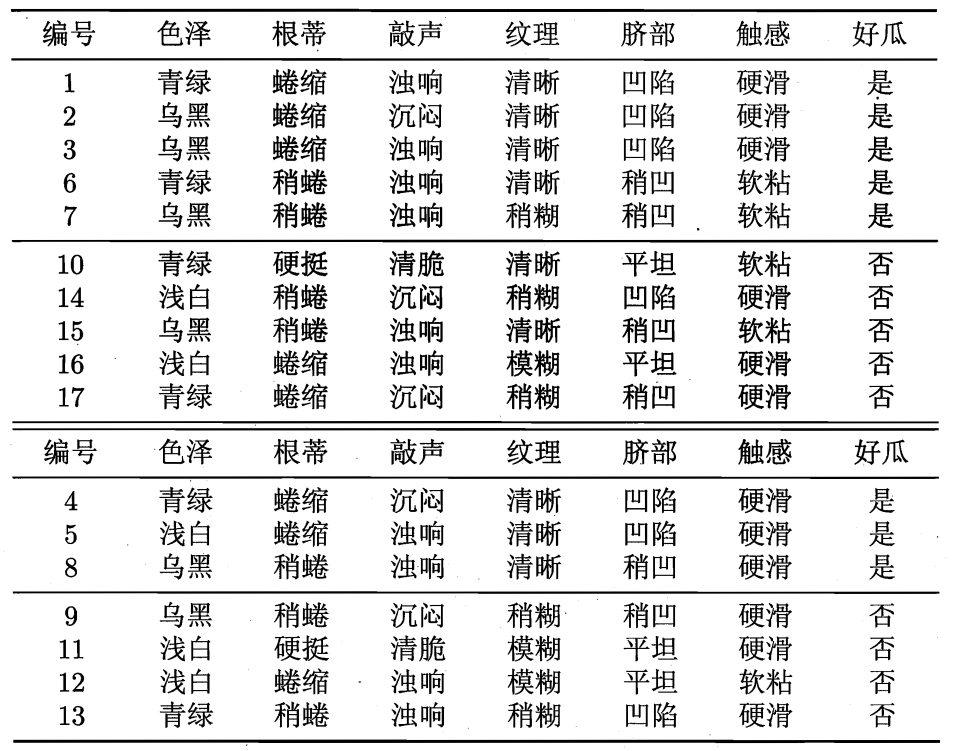 编号 色泽 根蒂 敲声 纹理 脐部 触感 好瓜
1 青绿 蜷缩 浊响 清晰 凹陷 硬滑 是
2 乌黑 蜷缩 沉闷 清晰 凹陷 硬滑 是
3 乌黑 蜷缩 浊响 清晰 凹陷 硬滑 是
6 青绿 稍蜷 浊响 清晰 稍凹 软粘 是
7 乌黑 稍蜷 浊响 稍糊 稍凹 软粘 是
10 青绿 硬挺 清脆 清晰 平坦 软粘 否
14 浅白 稍蜷 沉闷 稍糊 凹陷 硬滑 否
15 乌黑 稍蜷 浊响 清晰 稍凹 软粘 否
16 浅白 蜷缩 浊响 模糊 平坦 硬滑 否
17 青绿 蜷缩 沉闷 稍糊 稍凹 硬滑 否
编号 色泽 根蒂 敲声 纹理 脐部 触感 好瓜
4 青绿 蜷缩 沉闷 清晰 凹陷 硬滑 是
5 浅白 蜷缩 浊响 清晰 凹陷 硬滑 是
8 乌黑 稍蜷 浊响 清晰 稍凹 硬滑 是
9 乌黑 稍蜷 沉闷 稍糊 稍凹 硬滑 否
11 浅白 硬挺 清脆 模糊 平坦 硬滑 否
12 浅白 蜷缩 浊响 模糊 平坦 软粘 否
13 青绿 稍蜷 浊响 稍糊 凹陷 硬滑 否